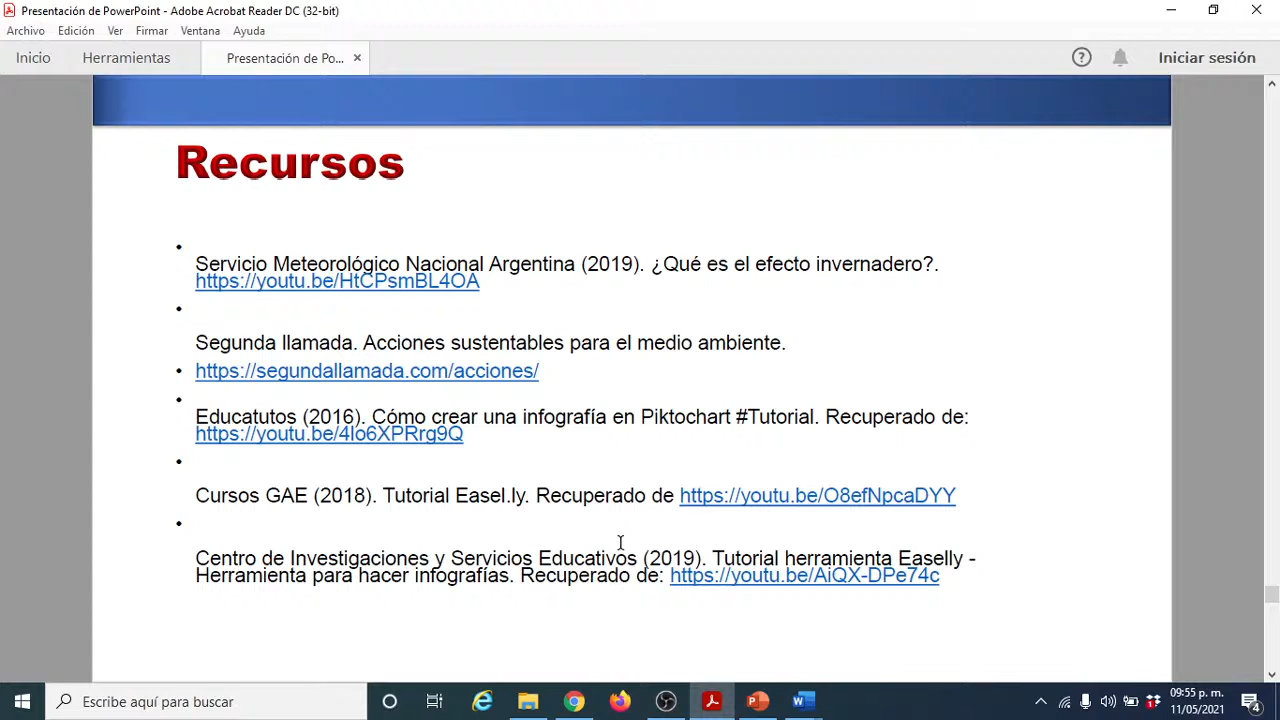 Presentación de PowerPoint - Adobe Acrobat Reader DC (32-bit)
Archivo Edición Ver Firmar Ventana Ayuda
Inicio Herramientas Presentación de Po... × Iniciar sesión
Recursos
• Servicio Meteorológico Nacional Argentina (2019). ¿Qué es el efecto invernadero?.
https://youtu.be/HtCPsmBL4OA
• Segunda llamada. Acciones sustentables para el medio ambiente.
• https://segundallamada.com/acciones/
• Educatutos (2016). Cómo crear una infografía en Piktochart #Tutorial. Recuperado de:
https://youtu.be/4Io6XPRrg9Q
• Cursos GAE (2018). Tutorial Easel.ly. Recuperado de https://youtu.be/O8efNpcaDYY
• Centro de Investigaciones y Servicios Educativos (2019). Tutorial herramienta Easelly -
Herramienta para hacer infografías. Recuperado de: https://youtu.be/AiQX-DPe74c
Escribe aquí para buscar
09:55 p. m.
11/05/2021
4